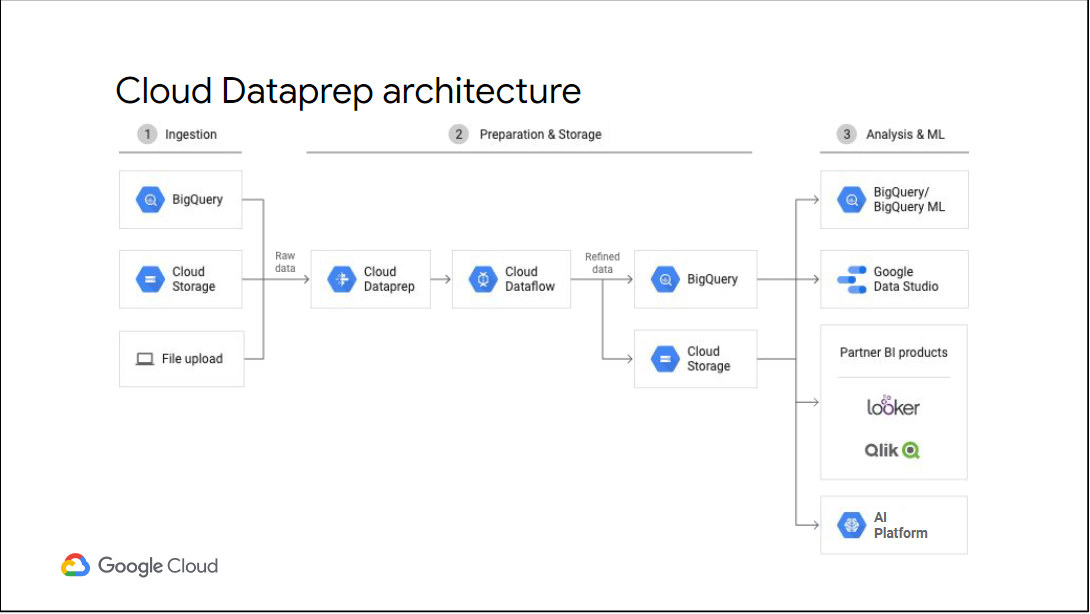 Cloud Dataprep architecture
1 Ingestion
2 Preparation & Storage
3 Analysis & ML
BigQuery
Cloud
Storage
File upload
Raw
data
Cloud
Dataprep
Cloud
Dataflow
Refined
data
BigQuery
Cloud
Storage
BigQuery/
BigQuery ML
Google
Data Studio
Partner BI products
looker
Qlik
AI
Platform
Google Cloud